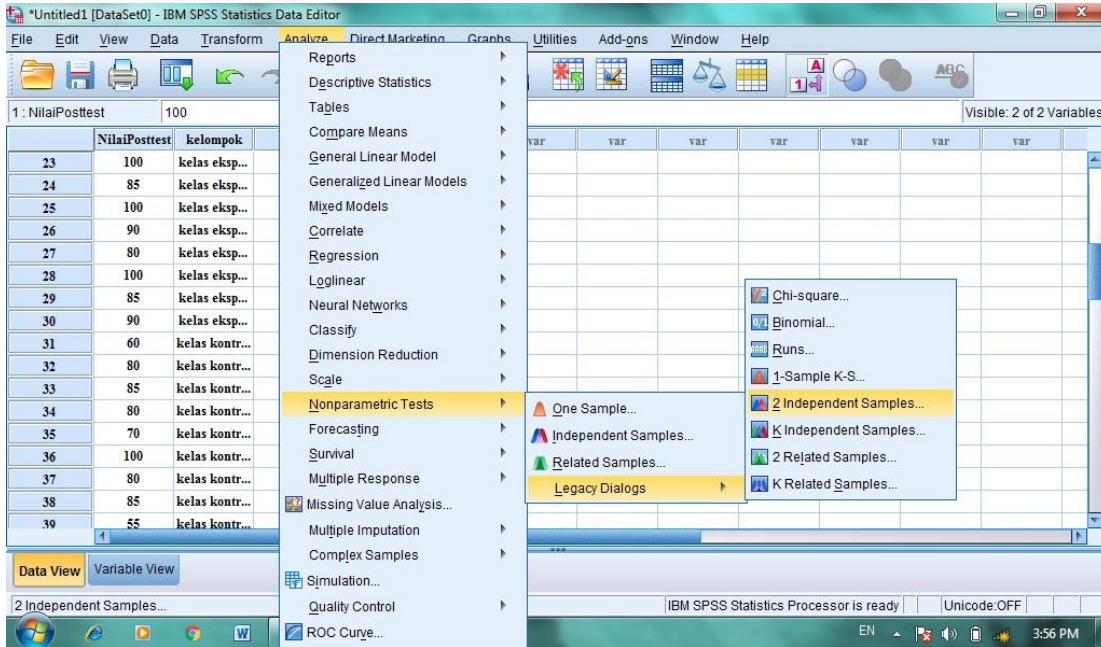 *Untitled1 [DataSet0] - IBM SPSS Statistics Data Editor
File Edit View Data Transform Analyze Direct Marketing Graphs Utilities Add-ons Window Help
1 : NilaiPosttest 100 Visible: 2 of 2 Variables
NilaiPosttest kelompok var var var var var var var
23 100 kelas eksp...
24 85 kelas eksp...
25 100 kelas eksp...
26 90 kelas eksp...
27 80 kelas eksp...
28 100 kelas eksp...
29 85 kelas eksp...
30 90 kelas eksp...
31 60 kelas kontr...
32 80 kelas kontr...
33 85 kelas kontr...
34 80 kelas kontr...
35 70 kelas kontr...
36 100 kelas kontr...
37 80 kelas kontr...
38 85 kelas kontr...
39 55 kelas kontr...
Reports
Descriptive Statistics
Tables
Compare Means
General Linear Model
Generalized Linear Models
Mixed Models
Correlate
Regression
Loglinear
Neural Networks
Classify
Dimension Reduction
Scale
Nonparametric Tests
Forecasting
Survival
Multiple Response
Missing Value Analysis...
Multiple Imputation
Complex Samples
Simulation...
Quality Control
ROC Curve...
One Sample...
Independent Samples...
Related Samples...
Legacy Dialogs
Chi-square...
Binomial...
Runs...
1-Sample K-S...
2 Independent Samples...
K Independent Samples...
2 Related Samples...
K Related Samples...
Data View Variable View
2 Independent Samples... IBM SPSS Statistics Processor is ready Unicode:OFF
EN 3:56 PM